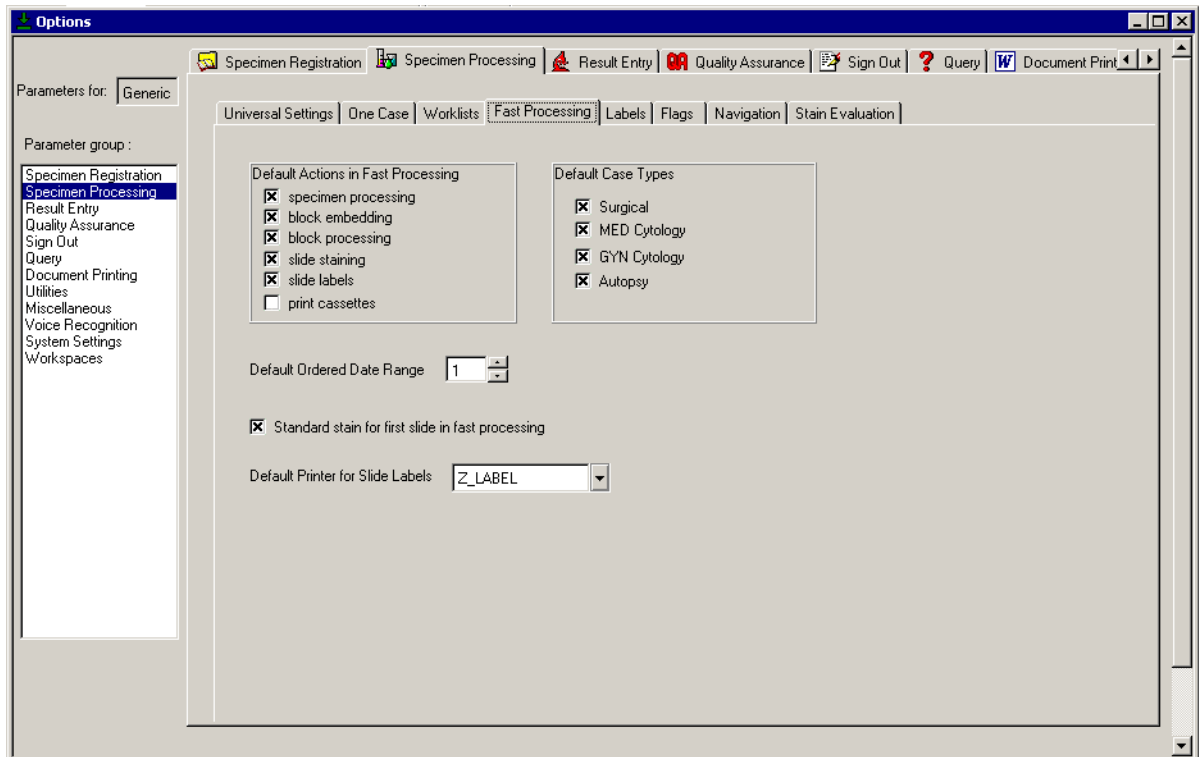 Options
Specimen Registration Specimen Processing Result Entry QA Quality Assurance Sign Out ? Query W Document Print
Parameters for: Generic
Universal Settings One Case Worklists Fast Processing Labels Flags Navigation Stain Evaluation
Parameter group :
Specimen Registration
Specimen Processing
Result Entry
Quality Assurance
Sign Out
Query
Document Printing
Utilities
Miscellaneous
Voice Recognition
System Settings
Workspaces
Default Actions in Fast Processing
specimen processing
block embedding
block processing
slide staining
slide labels
print cassettes
Default Case Types
Surgical
MED Cytology
GYN Cytology
Autopsy
Default Ordered Date Range 1
Standard stain for first slide in fast processing
Default Printer for Slide Labels Z_LABEL